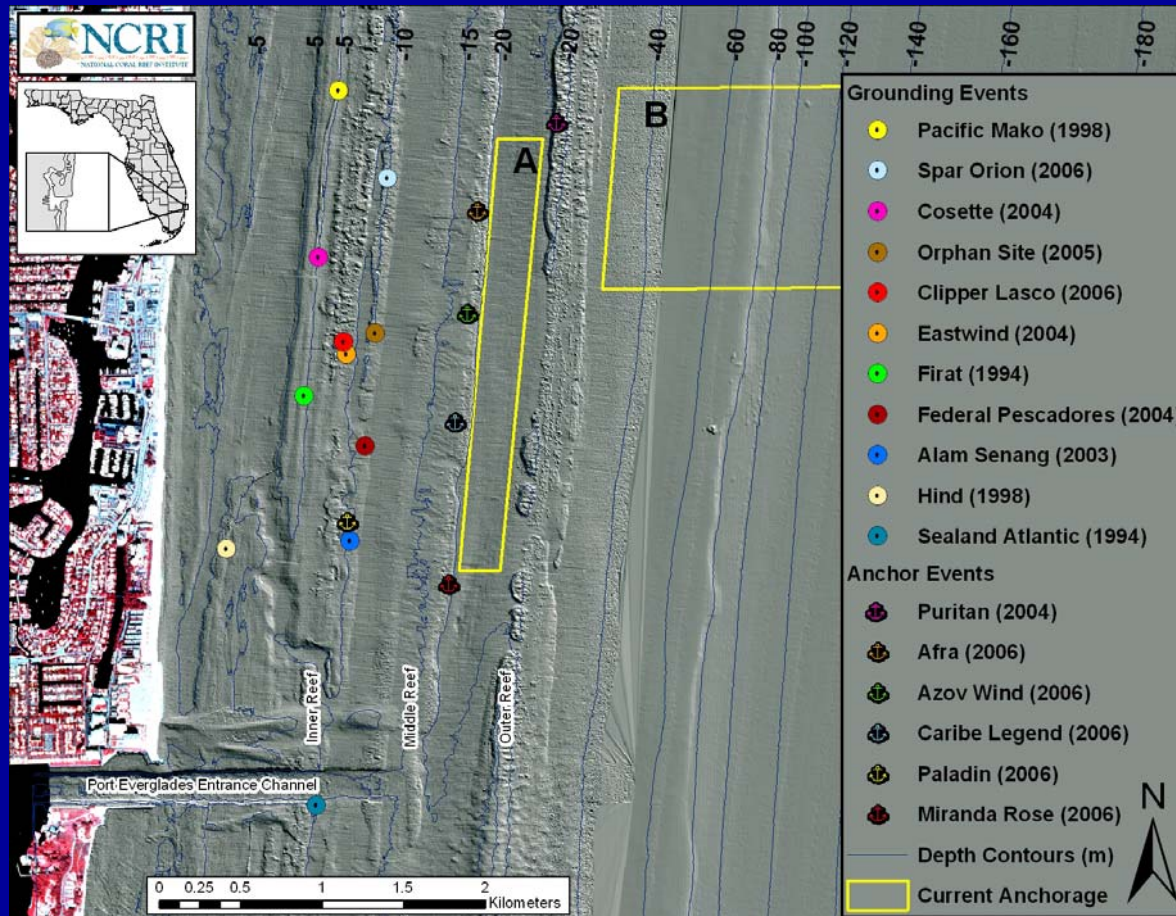 NCRI
NATIONAL CORAL REEF INSTITUTE
-5
-5
-5
-10
-15
-20
-20
-40
-60
-80
-100
-120
-140
-160
-180
A
B
Inner Reef
Middle Reef
Outer Reef
Port Everglades Entrance Channel
0 0.25 0.5 1 1.5 2
Kilometers
Grounding Events
Pacific Mako (1998)
Spar Orion (2006)
Cosette (2004)
Orphan Site (2005)
Clipper Lasco (2006)
Eastwind (2004)
Firat (1994)
Federal Pescadores (2004
Alam Senang (2003)
Hind (1998)
Sealand Atlantic (1994)
Anchor Events
Puritan (2004)
Afra (2006)
Azov Wind (2006)
Caribe Legend (2006)
Paladin (2006)
Miranda Rose (2006)
Depth Contours (m)
Current Anchorage
N